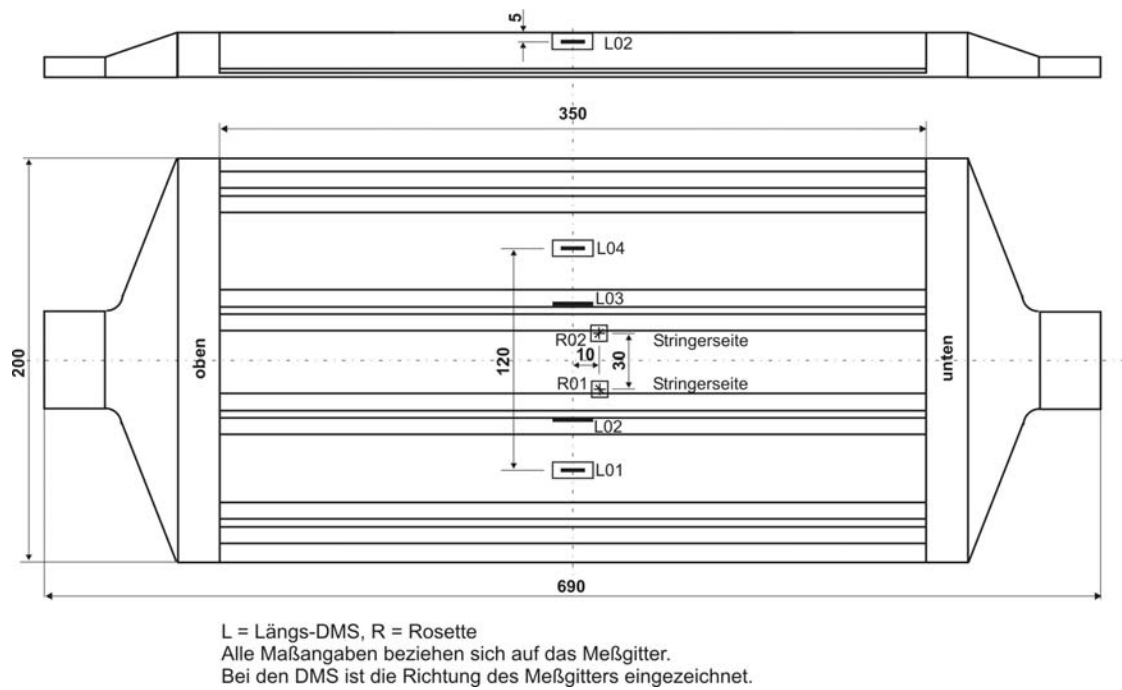 5
L02
350
L04
L03
oben
R02
10
30
Stringerseite
unten
200
120
R01
Stringerseite
L02
L01
690
L = Längs-DMS, R = Rosette
Alle Maßangaben beziehen sich auf das Meßgitter.
Bei den DMS ist die Richtung des Meßgitters eingezeichnet.